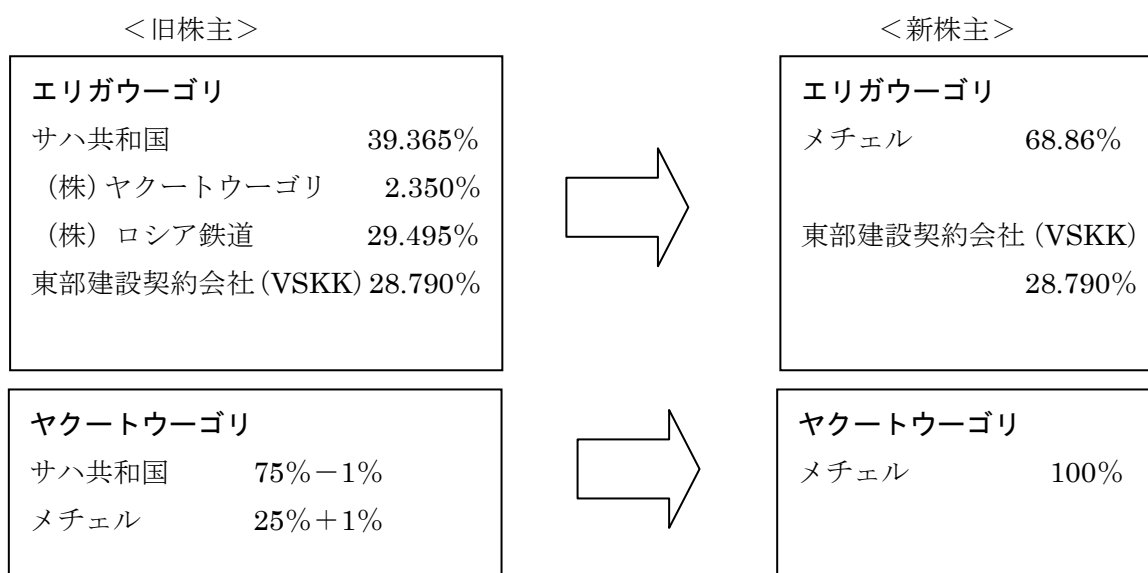 <旧株主>
エリガウーゴリ
サハ共和国 39.365%
(株)ヤクートウーゴリ 2.350%
(株) ロシア鉄道 29.495%
東部建設契約会社(VSKK) 28.790%
ヤクートウーゴリ
サハ共和国 75%-1%
メチェル 25%+1%
<新株主>
エリガウーゴリ
メチェル 68.86%
東部建設契約会社 (VSKK)
28.790%
ヤクートウーゴリ
メチェル 100%